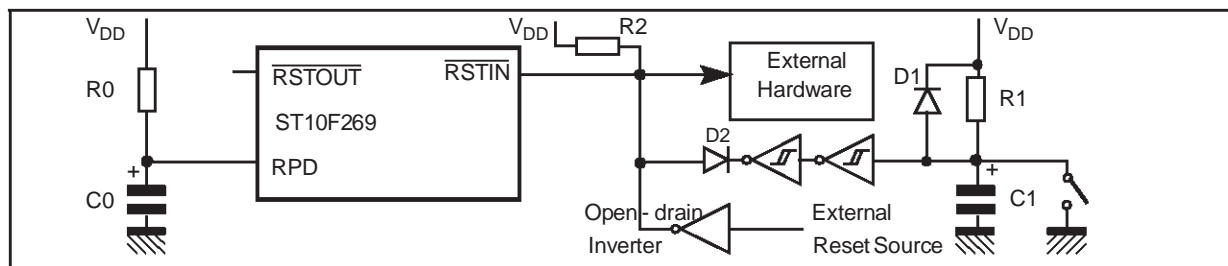 VDD
R0
+
C0
RSTOUT
RSTIN
ST10F269
RPD
VDD
R2
External
Hardware
VDD
D1
R1
D2
+
C1
Open - drain
Inverter
External
Reset Source